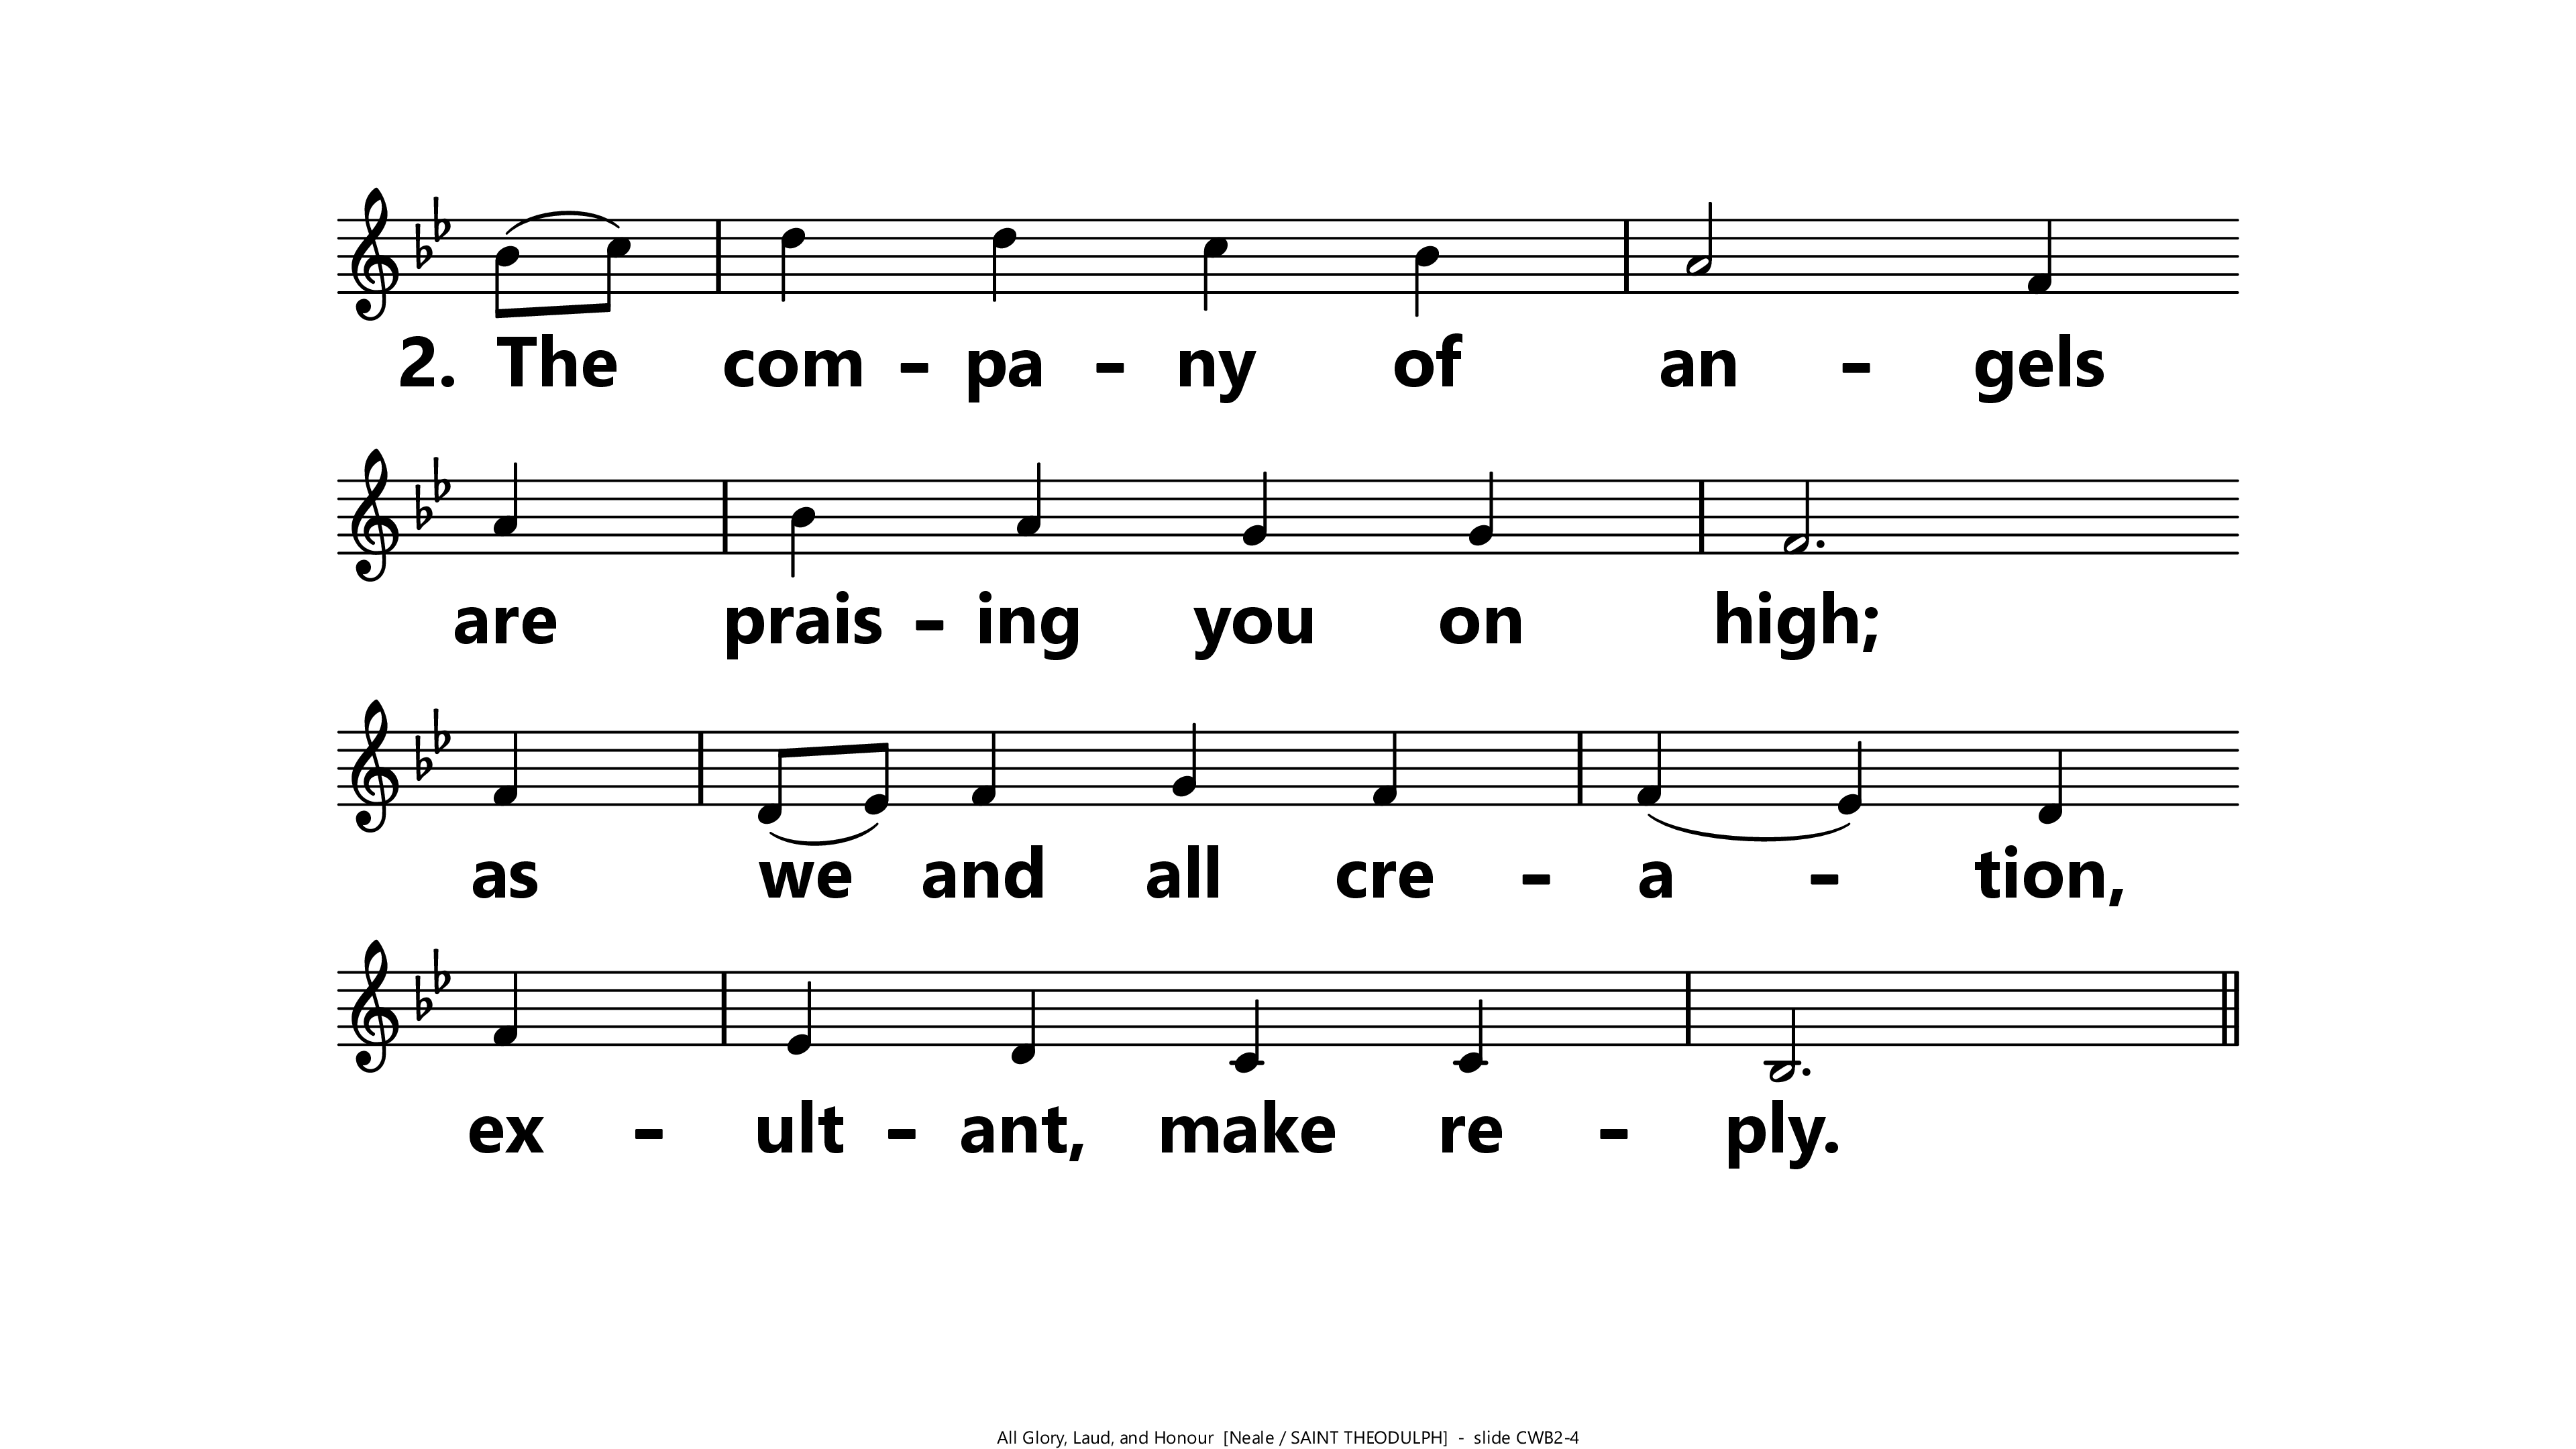 2. The com - pa - ny of an - gels
are prais - ing you on high;
as we and all cre - a - tion,
ex - ult - ant, make re - ply.
All Glory, Laud, and Honour [Neale / SAINT THEODULPH] - slide CWB2-4